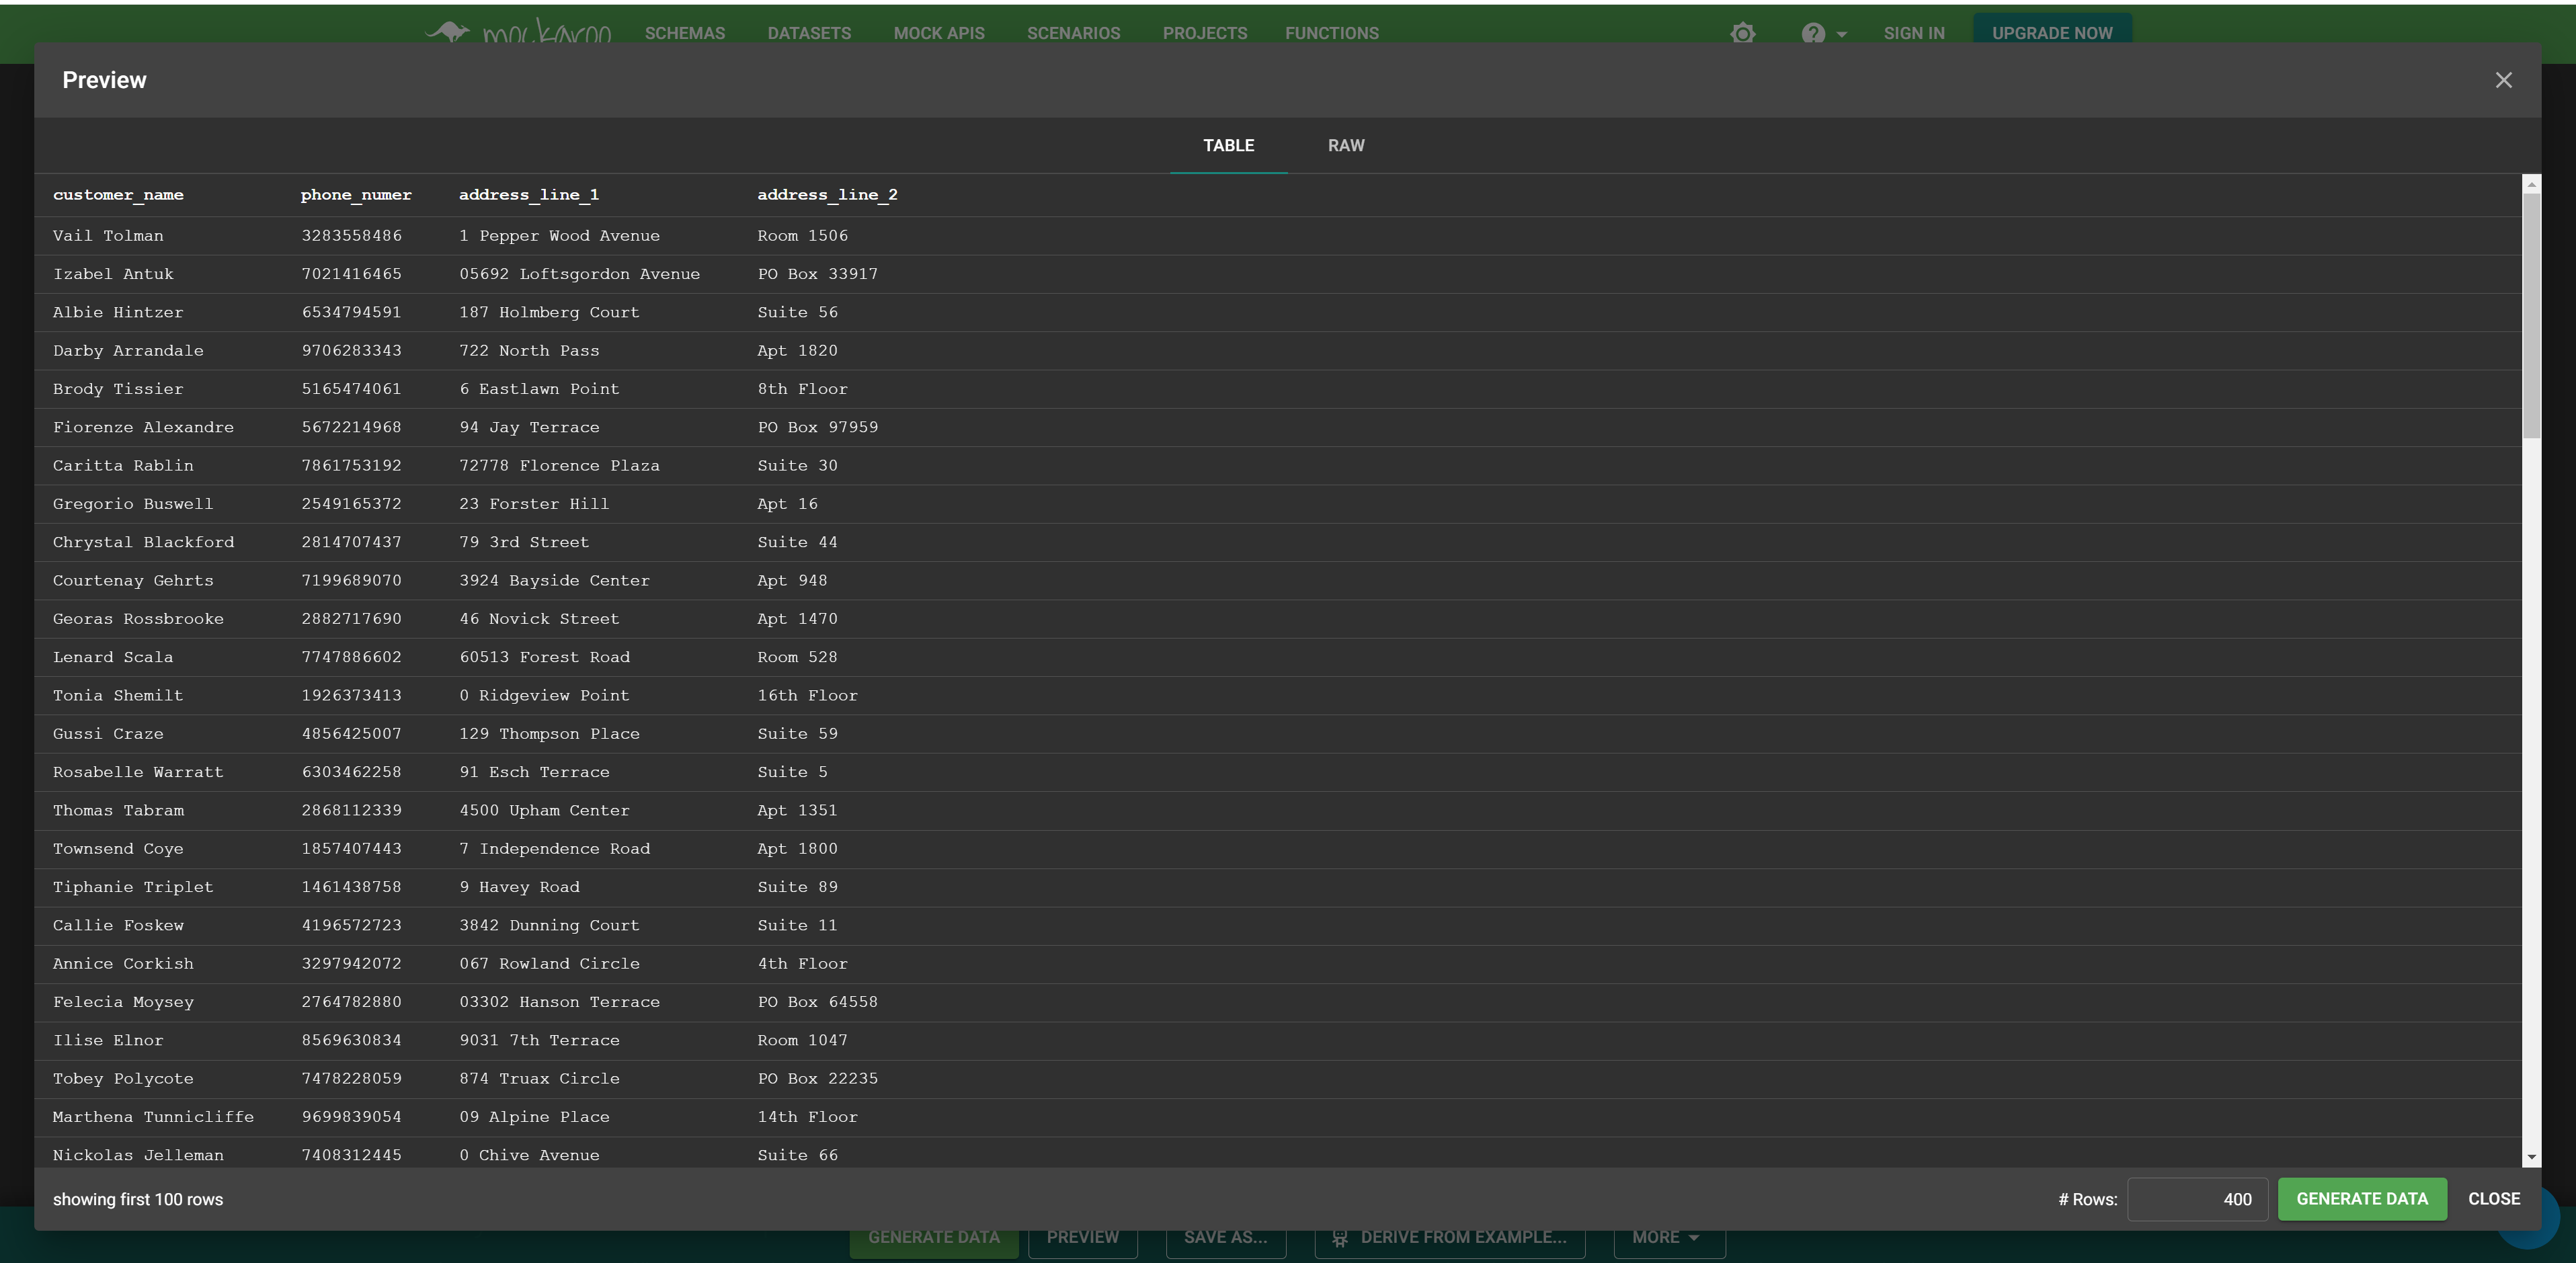 mockaroo SCHEMAS DATASETS MOCK APIS SCENARIOS PROJECTS FUNCTIONS SIGN IN UPGRADE NOW
Preview
TABLE RAW
customer_name phone_numer address_line_1 address_line_2
Vail Tolman 3283558486 1 Pepper Wood Avenue Room 1506
Izabel Antuk 7021416465 05692 Loftsgordon Avenue PO Box 33917
Albie Hintzer 6534794591 187 Holmberg Court Suite 56
Darby Arrandale 9706283343 722 North Pass Apt 1820
Brody Tissier 5165474061 6 Eastlawn Point 8th Floor
Fiorenze Alexandre 5672214968 94 Jay Terrace PO Box 97959
Caritta Rablin 7861753192 72778 Florence Plaza Suite 30
Gregorio Buswell 2549165372 23 Forster Hill Apt 16
Chrystal Blackford 2814707437 79 3rd Street Suite 44
Courtenay Gehrts 7199689070 3924 Bayside Center Apt 948
Georas Rossbrooke 2882717690 46 Novick Street Apt 1470
Lenard Scala 7747886602 60513 Forest Road Room 528
Tonia Shemilt 1926373413 0 Ridgeview Point 16th Floor
Gussi Craze 4856425007 129 Thompson Place Suite 59
Rosabelle Warratt 6303462258 91 Esch Terrace Suite 5
Thomas Tabram 2868112339 4500 Upham Center Apt 1351
Townsend Coye 1857407443 7 Independence Road Apt 1800
Tiphanie Triplet 1461438758 9 Havey Road Suite 89
Callie Foskew 4196572723 3842 Dunning Court Suite 11
Annice Corkish 3297942072 067 Rowland Circle 4th Floor
Felecia Moysey 2764782880 03302 Hanson Terrace PO Box 64558
Ilise Elnor 8569630834 9031 7th Terrace Room 1047
Tobey Polycote 7478228059 874 Truax Circle PO Box 22235
Marthena Tunnicliffe 9699839054 09 Alpine Place 14th Floor
Nickolas Jelleman 7408312445 0 Chive Avenue Suite 66
showing first 100 rows # Rows: 400 GENERATE DATA CLOSE
GENERATE DATA PREVIEW SAVE AS... DERIVE FROM EXAMPLE... MORE